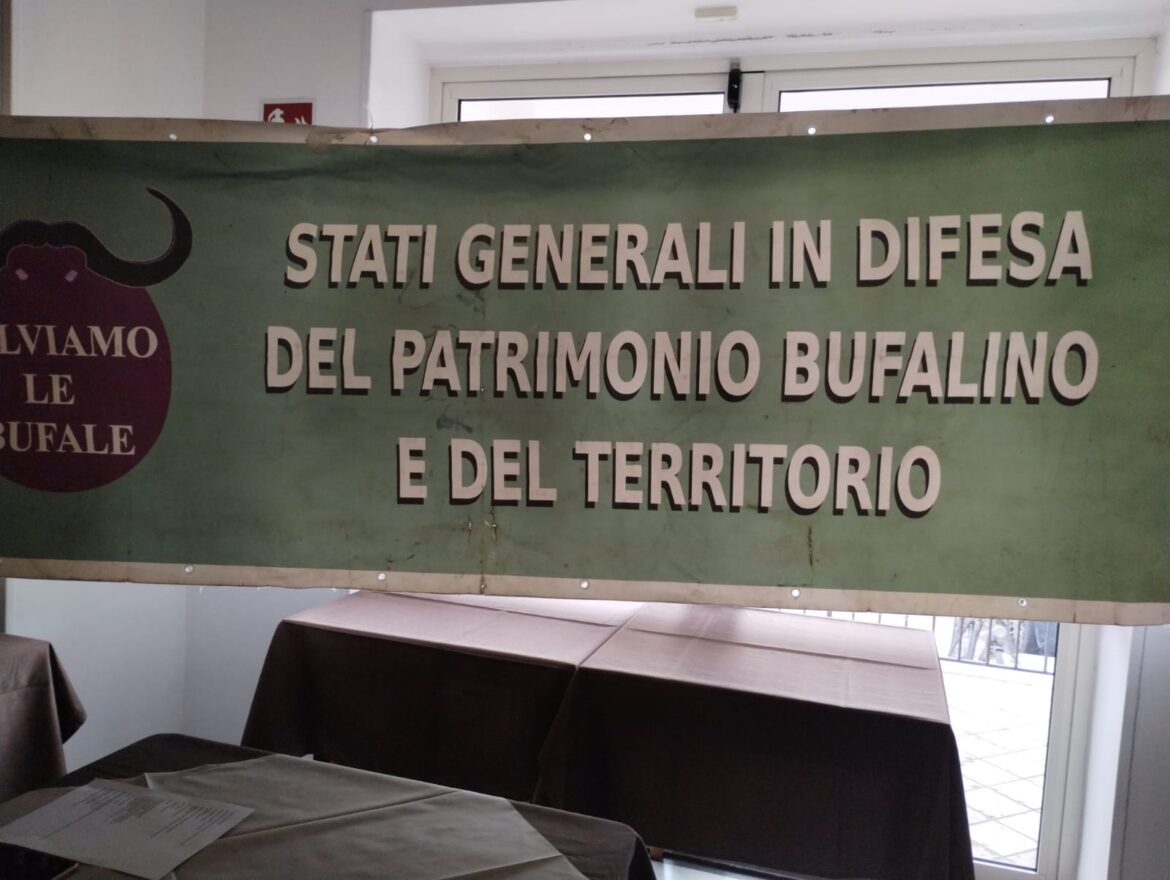 STATI GENERALI IN DIFESA
DEL PATRIMONIO BUFALINO
E DEL TERRITORIO
LVIAMO
LE
BUFALE